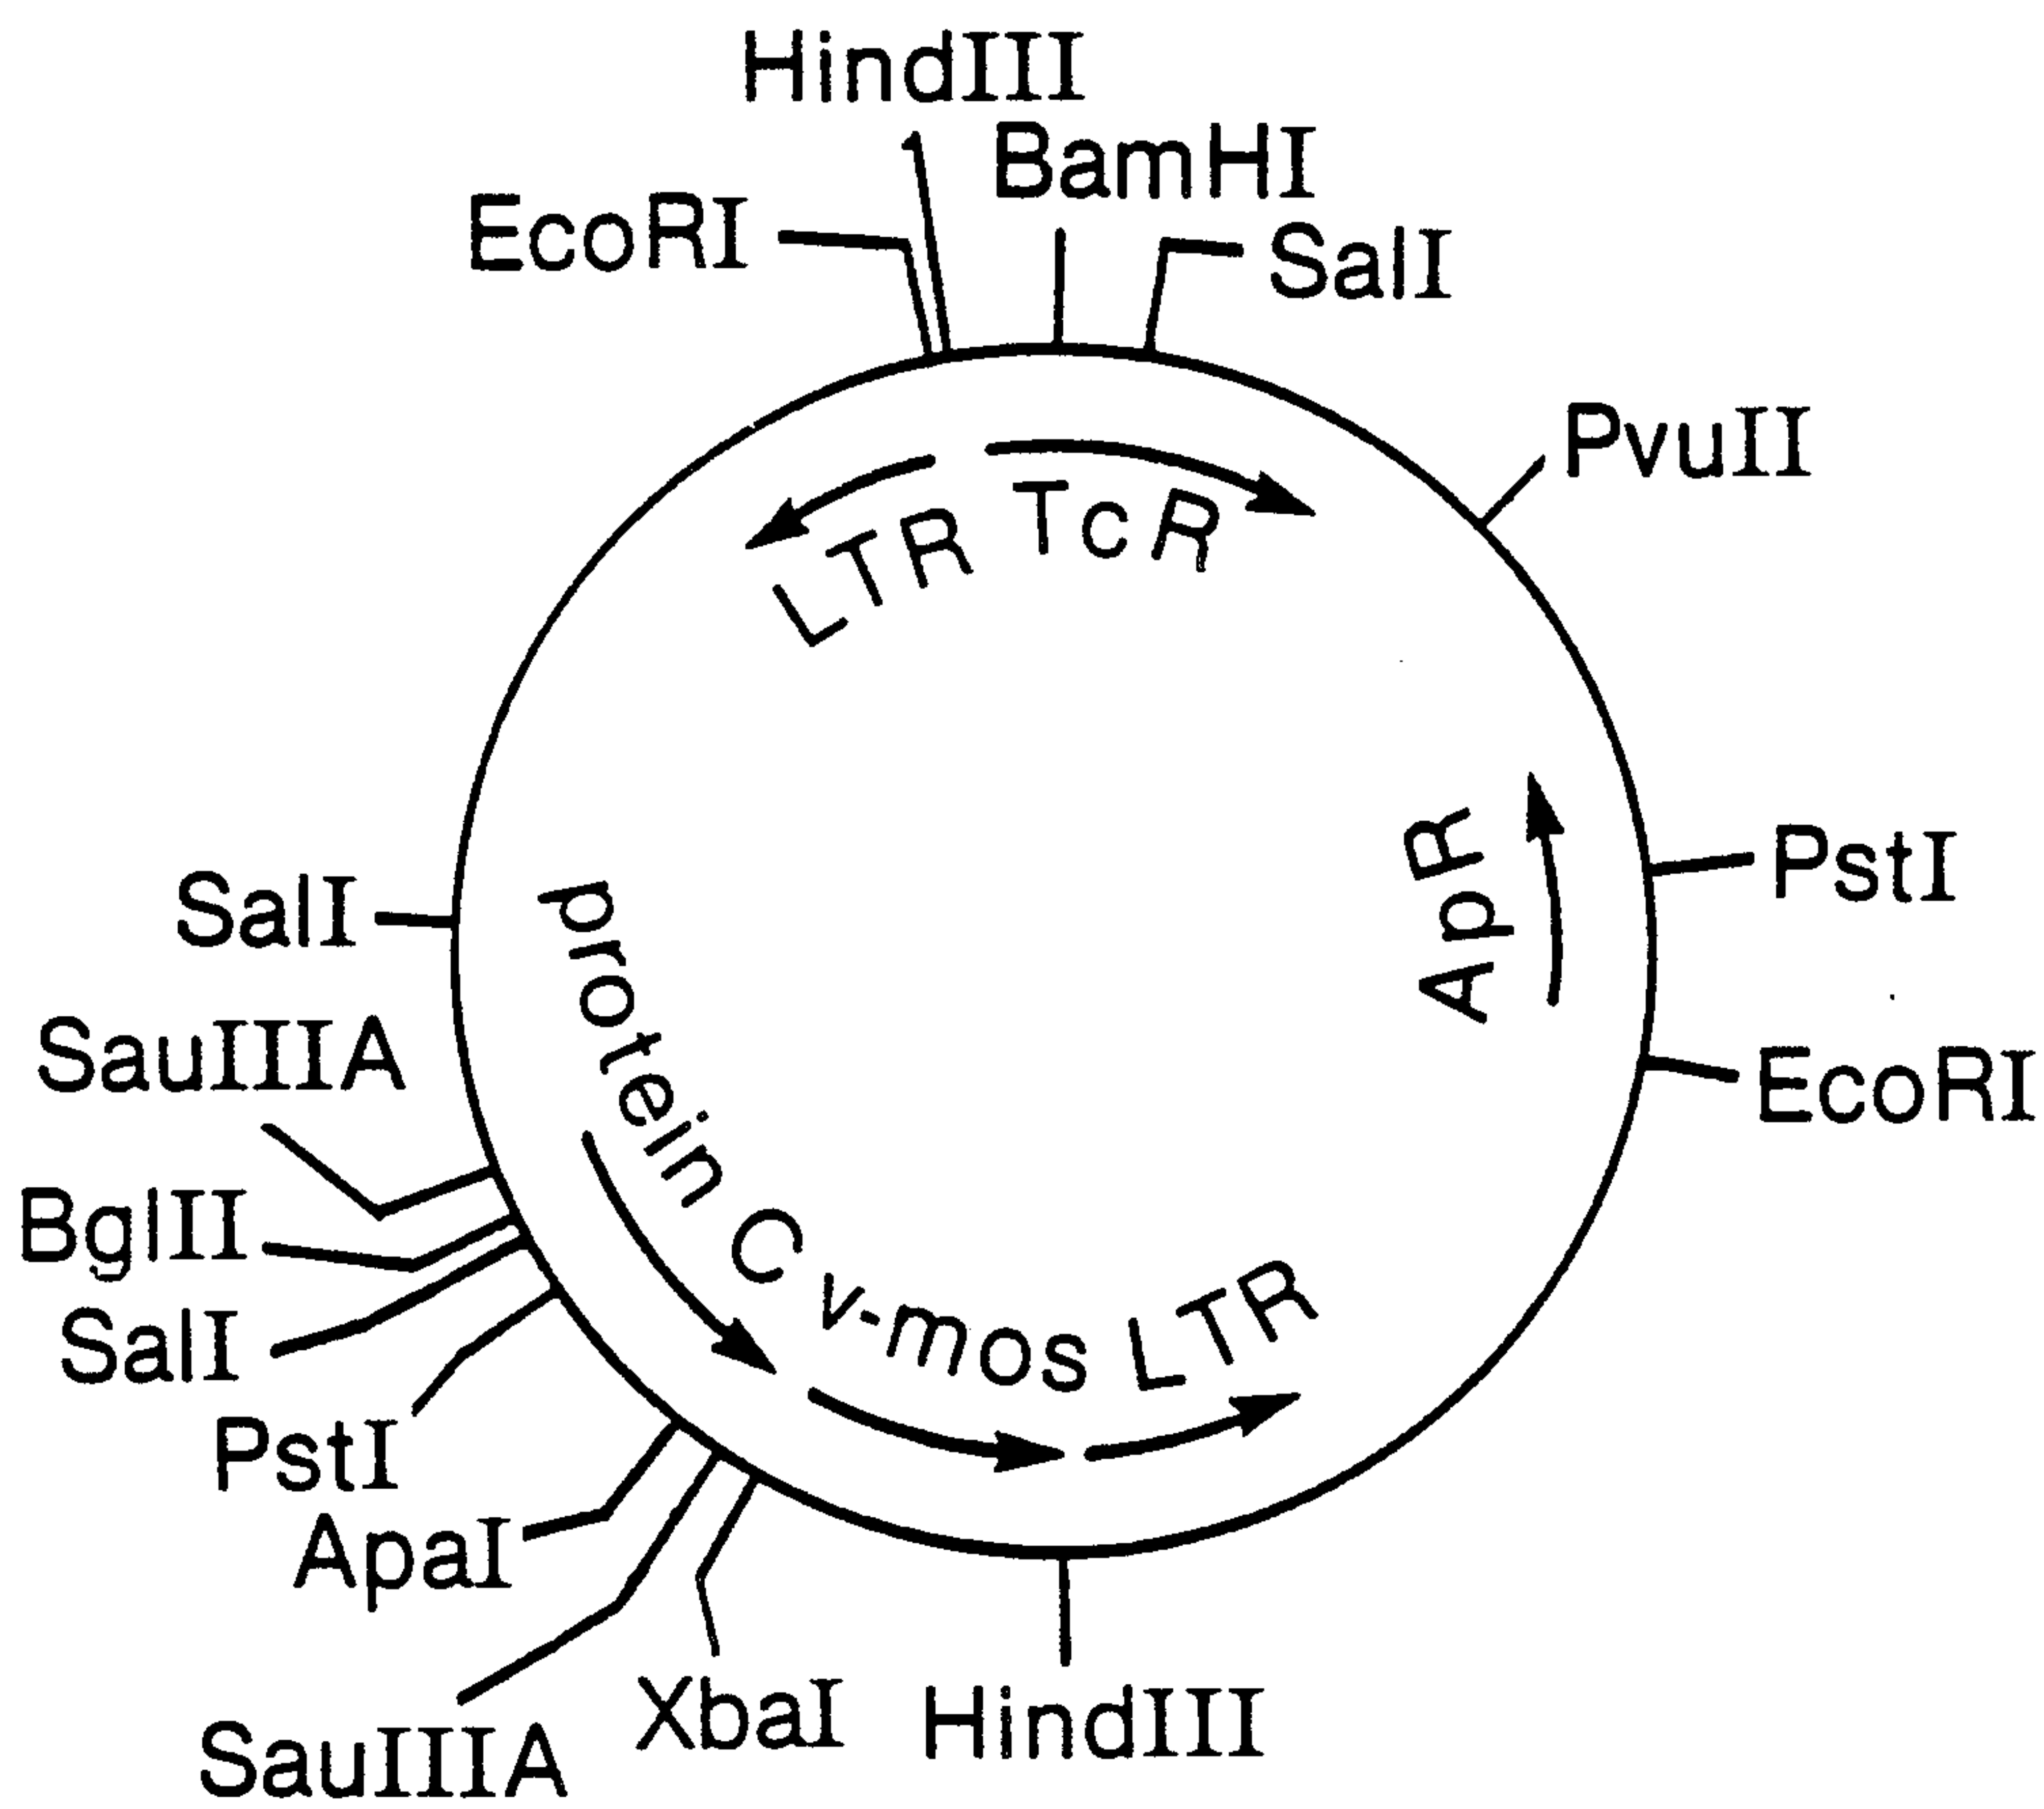 HindIII
BamHI
EcoRI
SalI
PvuII
LTR
TcR
PstI
ApR
SalI
EcoRI
SauIIIA
protein C
BglII
SalI
v-mos
LTR
PstI
ApaI
XbaI
HindIII
SauIIIA